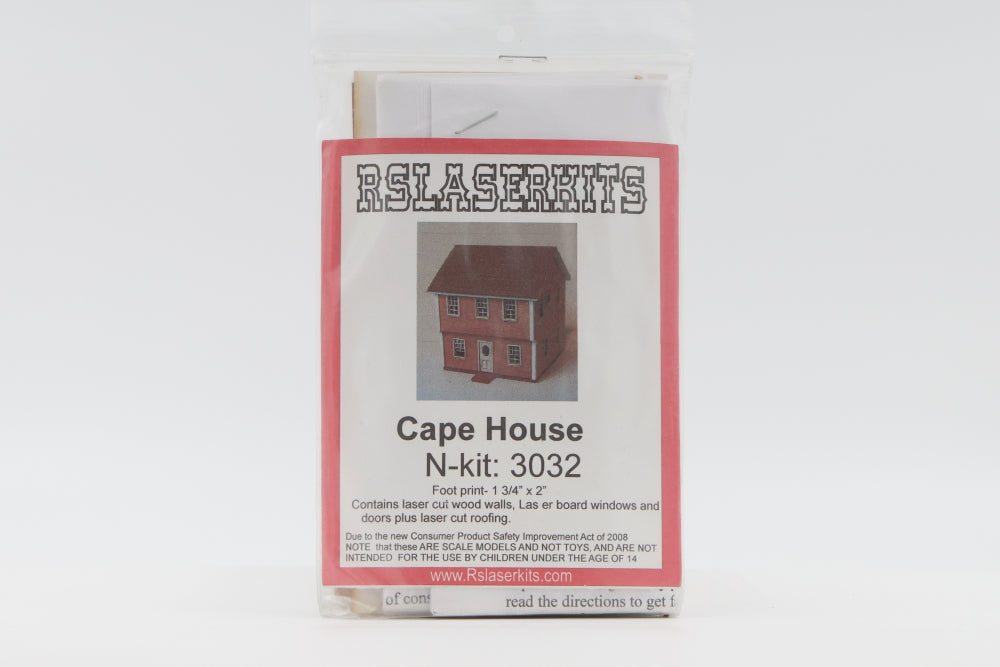 RSLASERKITS
Cape House
N-kit: 3032
Foot print- 1 3/4" x 2"
Contains laser cut wood walls, Las er board windows and
doors plus laser cut roofing.
Due to the new Consumer Product Safety Improvement Act of 2008
NOTE that these ARE SCALE MODELS AND NOT TOYS, AND ARE NOT
INTENDED FOR THE USE BY CHILDREN UNDER THE AGE OF 14
www.Rslaserkits.com
of cons
read the directions to get f